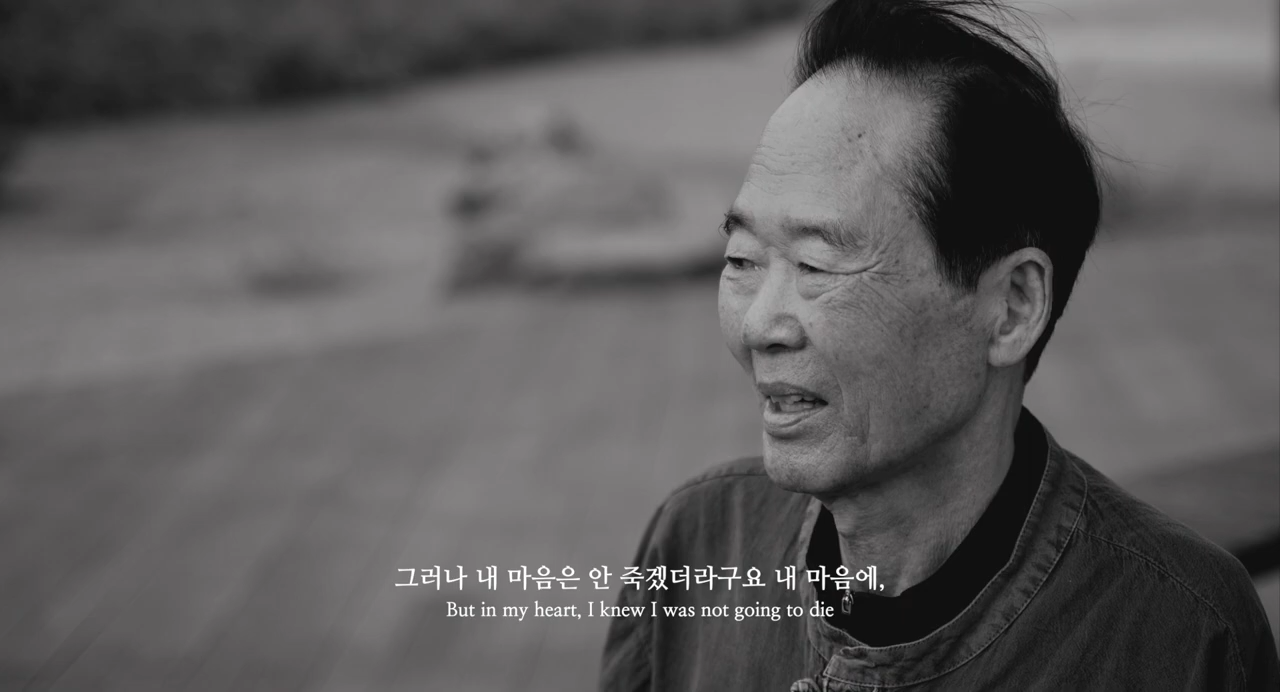 그러나 내 마음은 안 죽겠더라구요 내 마음에,
But in my heart, I knew I was not going to die